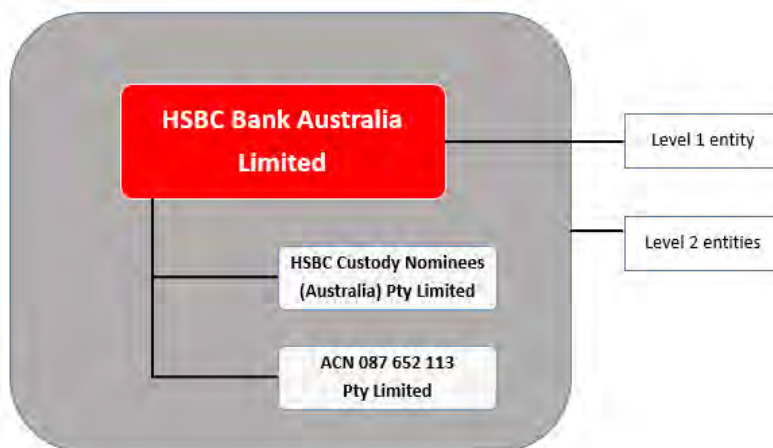 HSBC Bank Australia
Limited
Level 1 entity
Level 2 entities
HSBC Custody Nominees
(Australia) Pty Limited
ACN 087 652 113
Pty Limited